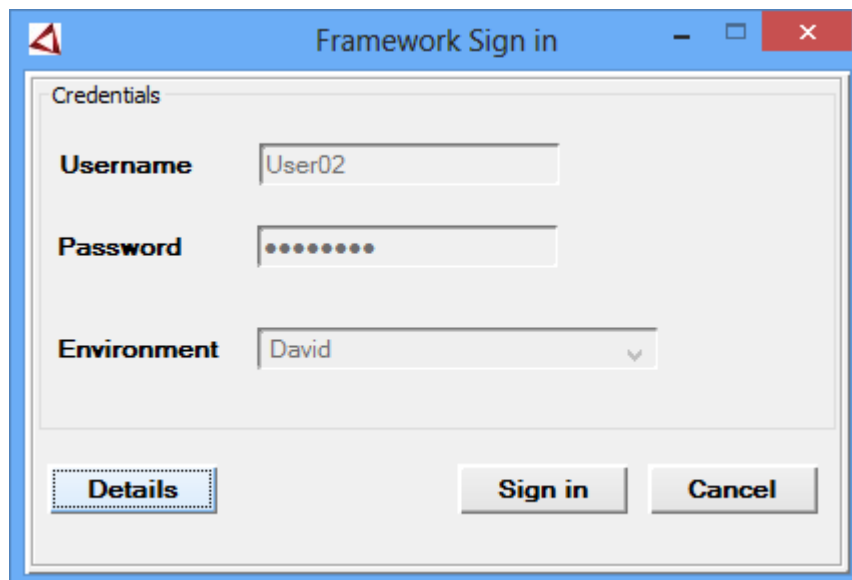 Framework Sign in
Credentials
Username User02
Password ••••••••
Environment David
Details Sign in Cancel